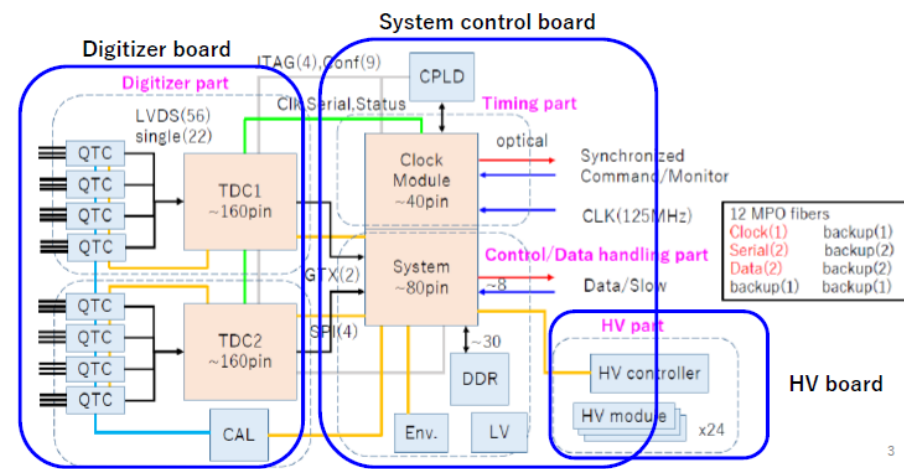 System control board
Digitizer board
Digitizer part
JTAG(4),Conf(9)
CPLD
Timing part
LVDS(56)
single(22)
Clk,Serial,Status
QTC
QTC
QTC
QTC
TDC1
~160pin
Clock
Module
~40pin
optical
Synchronized
Command/Monitor
CLK(125MHz)
12 MPO fibers
Clock(1) backup(1)
Serial(2) backup(2)
Data(2) backup(2)
backup(1) backup(1)
GTX(2)
System
~80pin
Control/Data handling part
~8
Data/Slow
QTC
QTC
QTC
QTC
TDC2
~160pin
SPI(4)
~30
DDR
HV part
HV controller
HV module
x24
HV board
CAL
Env.
LV
3